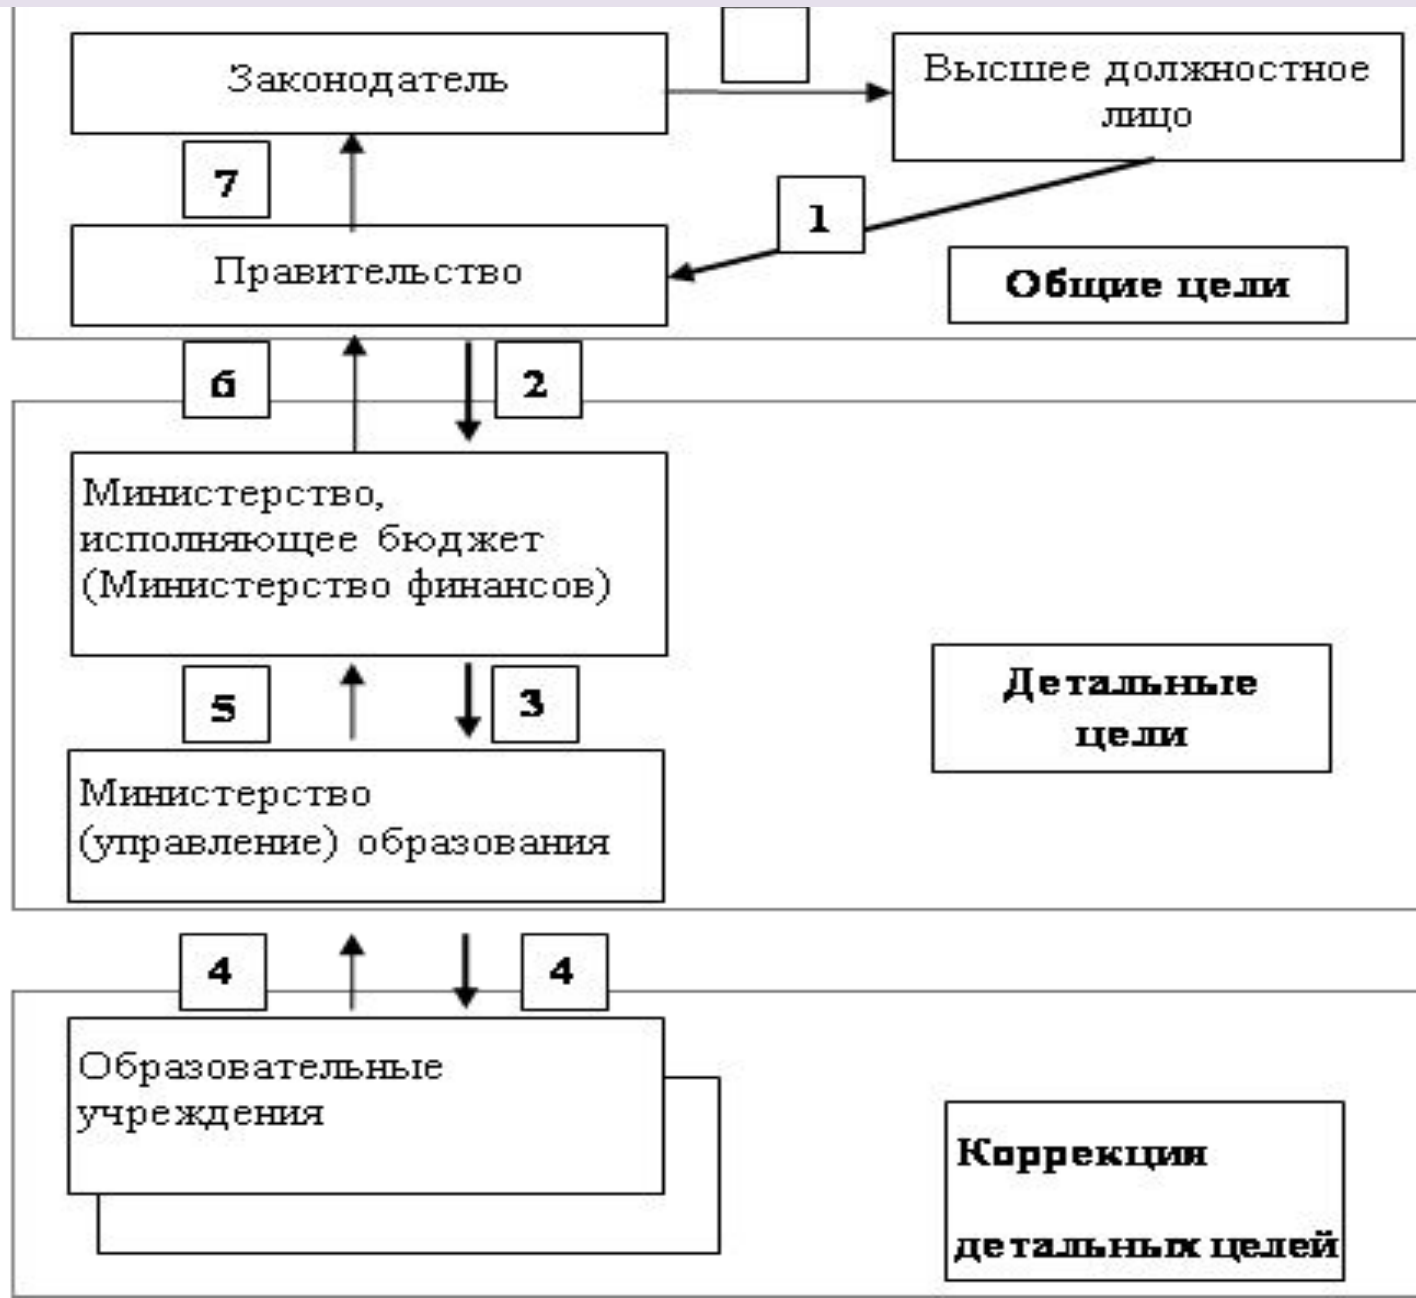 Законодатель
Высшее должностное
лицо
7
1
Правительство
Общие цели
6
2
Министерство,
исполняющее бюджет
(Министерство финансов)
5
3
Детальные
цели
Министерство
(управление) образования
4
4
Образовательные
учреждения
Коррекция
детальных целей